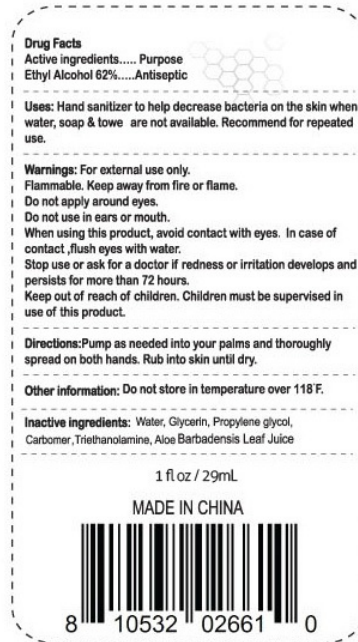 Drug Facts
Active ingredients..... Purpose
Ethyl Alcohol 62%.....Antiseptic
Uses: Hand sanitizer to help decrease bacteria on the skin when
water, soap & towe are not available. Recommend for repeated
use.
Warnings: For external use only.
Flammable. Keep away from fire or flame.
Do not apply around eyes.
Do not use in ears or mouth.
When using this product, avoid contact with eyes. In case of
contact ,flush eyes with water.
Stop use or ask for a doctor if redness or irritation develops and
persists for more than 72 hours.
Keep out of reach of children. Children must be supervised in
use of this product.
Directions:Pump as needed into your palms and thoroughly
spread on both hands. Rub into skin until dry.
Other information: Do not store in temperature over 118°F.
Inactive ingredients: Water, Glycerin, Propylene glycol,
Carbomer,Triethanolamine, Aloe Barbadensis Leaf Juice
1 fl oz / 29mL
MADE IN CHINA
8 10532 02661 0